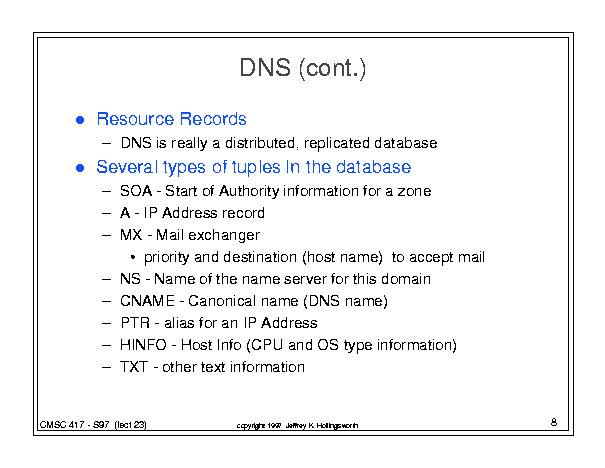 DNS (cont.)
● Resource Records
– DNS is really a distributed, replicated database
● Several types of tuples In the database
– SOA - Start of Authority information for a zone
– A - IP Address record
– MX - Mail exchanger
• priority and destination (host name) to accept mail
– NS - Name of the name server for this domain
– CNAME - Canonical name (DNS name)
– PTR - alias for an IP Address
– HINFO - Host Info (CPU and OS type information)
– TXT - other text information
CMSC 417 - S97 (lect 23)
copyright 1997 Jeffrey K. Hollingsworth
8